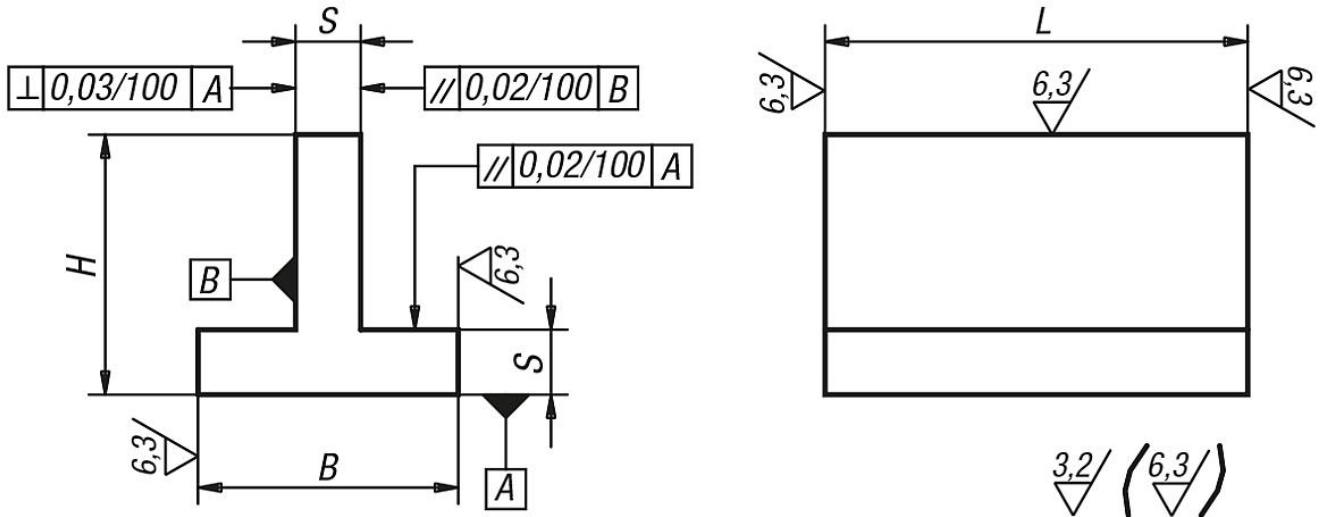 S
⊥ 0,03/100 A
// 0,02/100 B
// 0,02/100 A
H
B
6,3
S
6,3
B
A
L
6,3
6,3
6,3
3,2 (6,3)